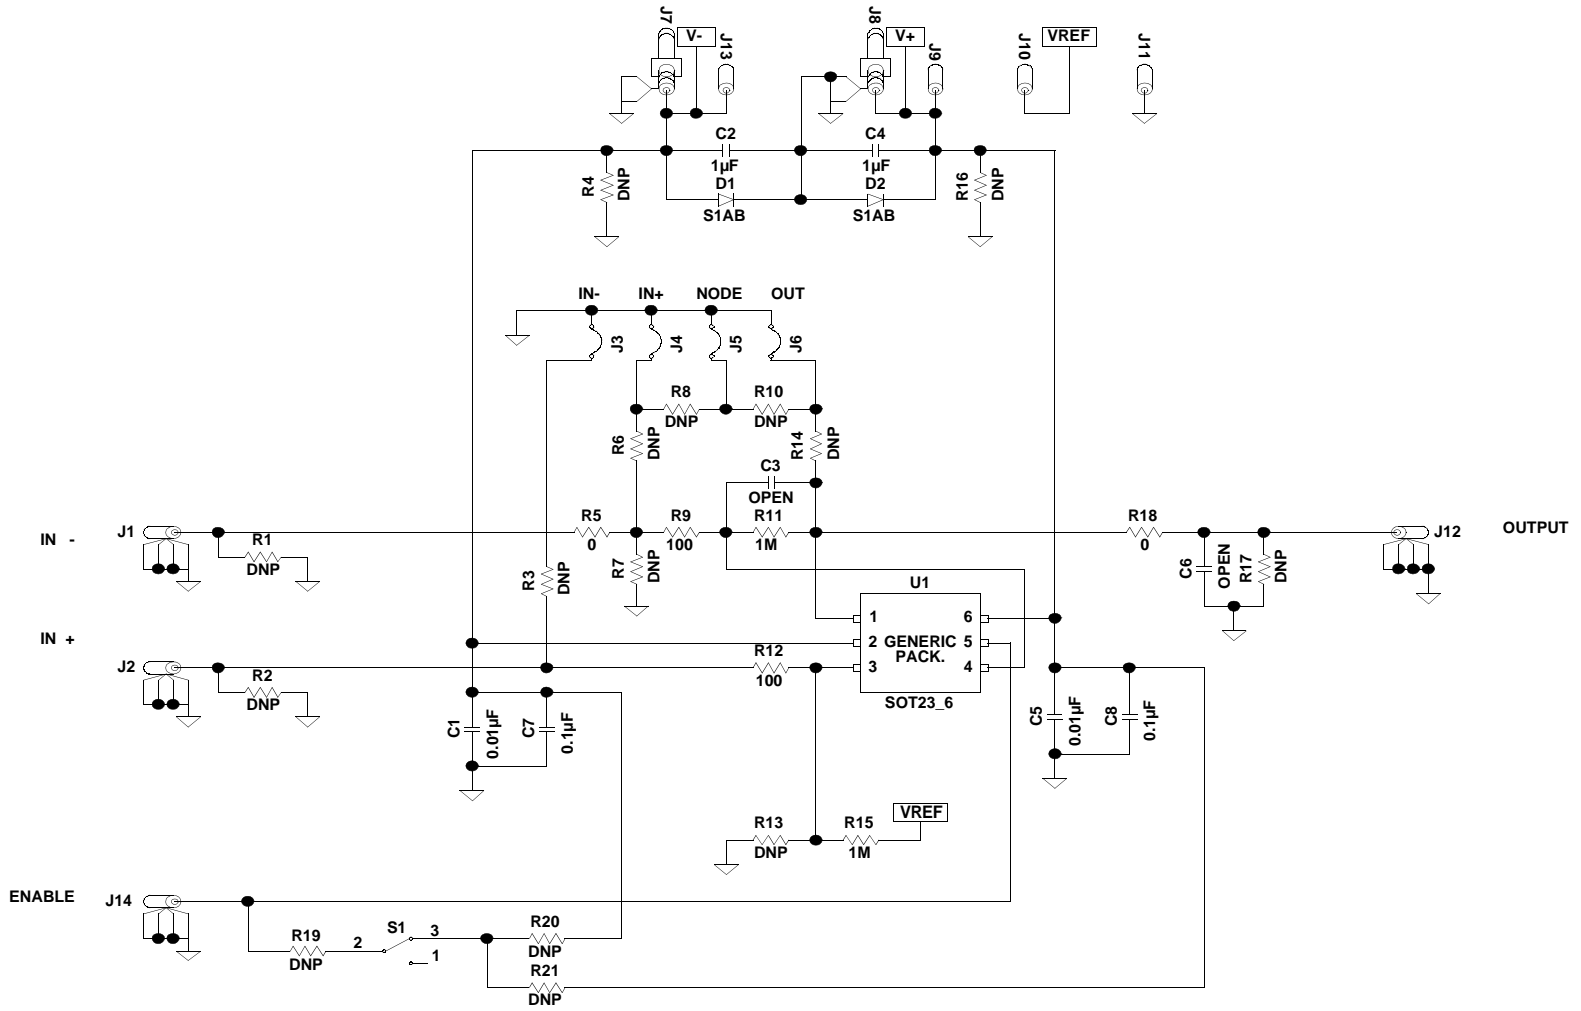 J7
V-
J13
J8
V+
J9
J10
VREF
J11
C2
1µF
C4
1µF
R4
DNP
D1
S1AB
D2
S1AB
R16
DNP
IN-
IN+
NODE
OUT
J3
J4
J5
J6
R8
DNP
R10
DNP
R6
DNP
R14
DNP
C3
OPEN
IN -
J1
R1
DNP
R5
0
R9
100
R11
1M
R18
0
J12
OUTPUT
R3
DNP
R7
DNP
C6
OPEN
R17
DNP
U1
1
6
2
GENERIC
5
PACK.
3
4
SOT23_6
IN +
J2
R2
DNP
R12
100
C1
0.01µF
C7
0.1µF
C5
0.01µF
C8
0.1µF
VREF
R13
DNP
R15
1M
ENABLE
J14
R19
DNP
2
S1
3
1
R20
DNP
R21
DNP